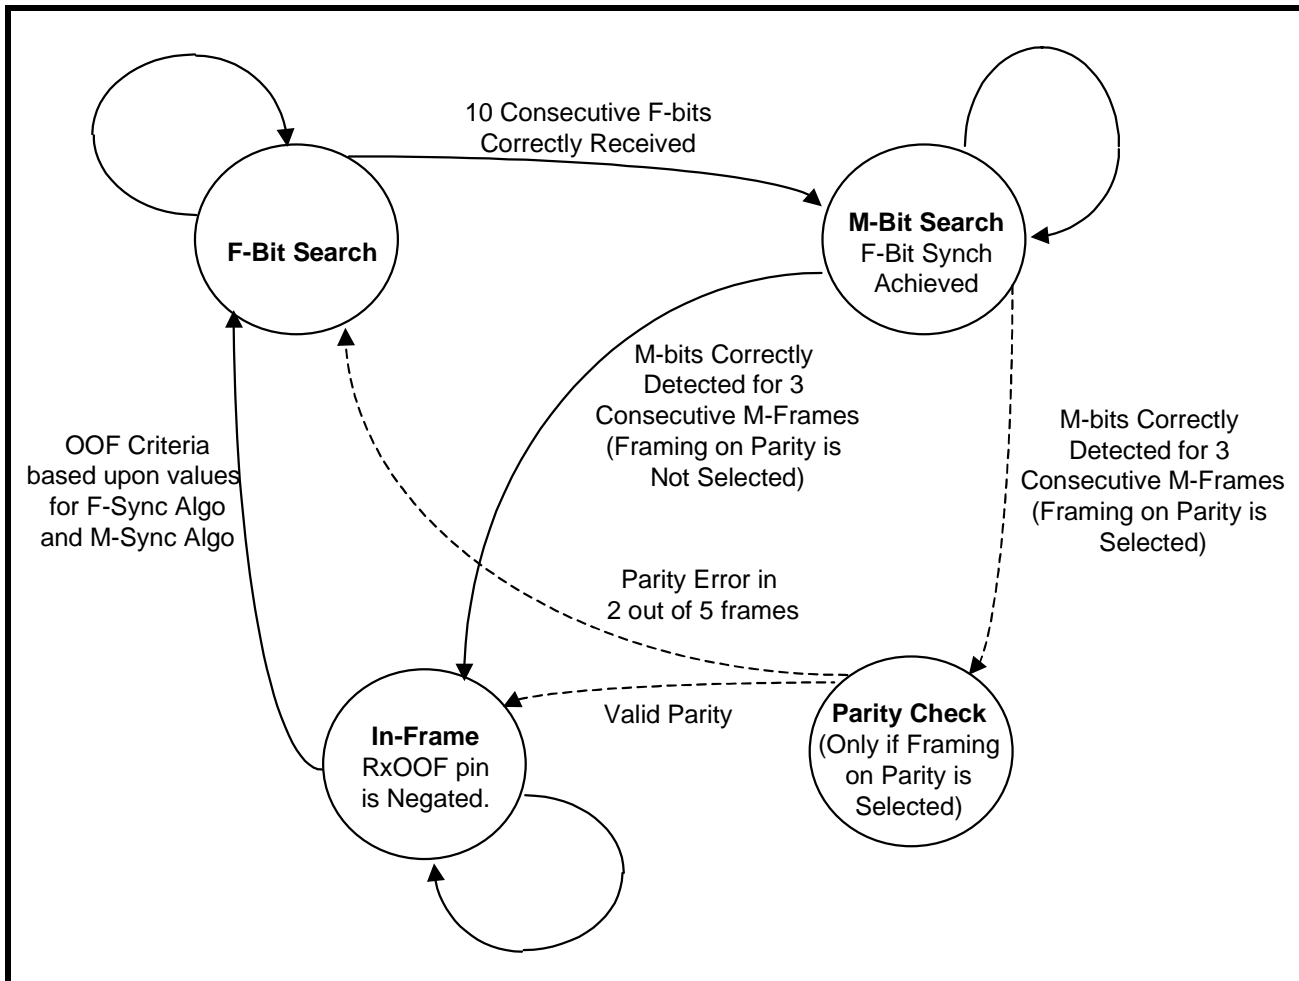 10 Consecutive F-bits
Correctly Received
F-Bit Search
M-Bit Search
F-Bit Synch
Achieved
M-bits Correctly
Detected for 3
Consecutive M-Frames
(Framing on Parity is
Not Selected)
M-bits Correctly
Detected for 3
Consecutive M-Frames
(Framing on Parity is
Selected)
OOF Criteria
based upon values
for F-Sync Algo
and M-Sync Algo
Parity Error in
2 out of 5 frames
Valid Parity
In-Frame
RxOOF pin
is Negated.
Parity Check
(Only if Framing
on Parity is
Selected)